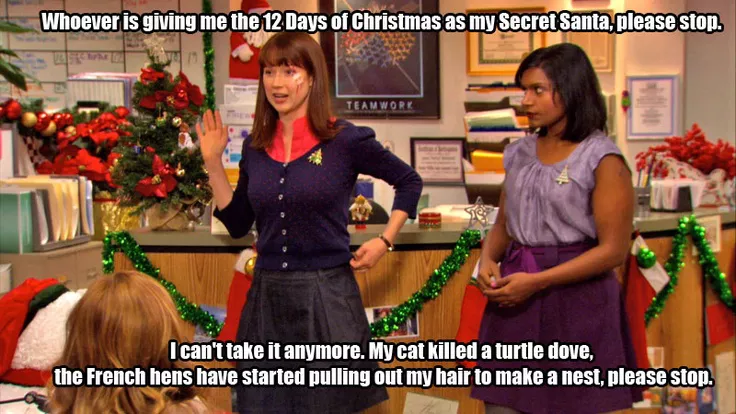 Whoever is giving me the 12 Days of Christmas as my Secret Santa, please stop.
TEAMWORK
I can't take it anymore. My cat killed a turtle dove,
the French hens have started pulling out my hair to make a nest, please stop.